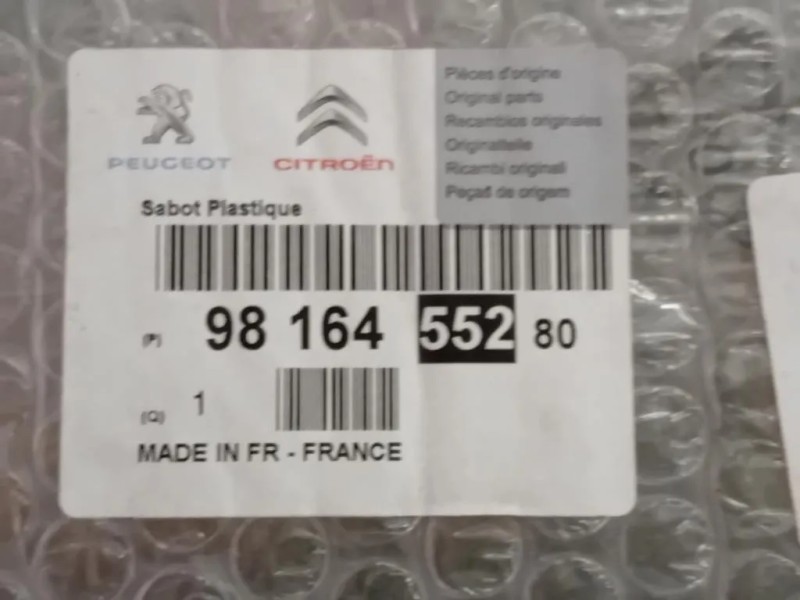 PEUGEOT
CITROËN
Pièces d'origine
Original parts
Recambios originales
Originalteile
Ricambi originali
Peças de origem
Sabot Plastique
(P) 98 164 552 80
(Q) 1
MADE IN FR - FRANCE